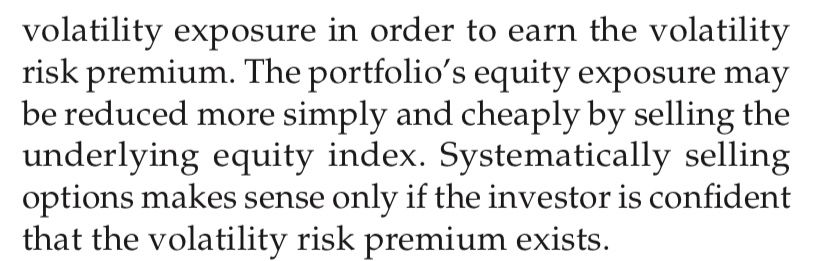 volatility exposure in order to earn the volatility
risk premium. The portfolio’s equity exposure may
be reduced more simply and cheaply by selling the
underlying equity index. Systematically selling
options makes sense only if the investor is confident
that the volatility risk premium exists.